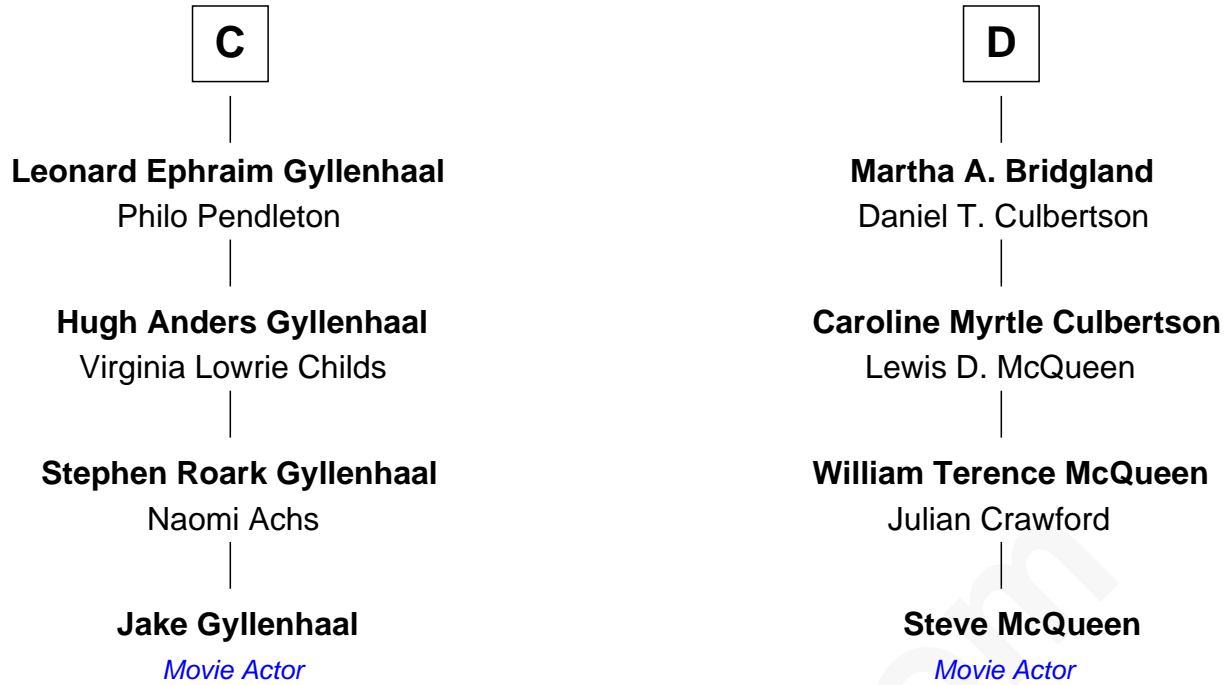 C
Leonard Ephraim Gyllenhaal
Philo Pendleton
Hugh Anders Gyllenhaal
Virginia Lowrie Childs
Stephen Roark Gyllenhaal
Naomi Achs
Jake Gyllenhaal
Movie Actor
D
Martha A. Bridgland
Daniel T. Culbertson
Caroline Myrtle Culbertson
Lewis D. McQueen
William Terence McQueen
Julian Crawford
Steve McQueen
Movie Actor